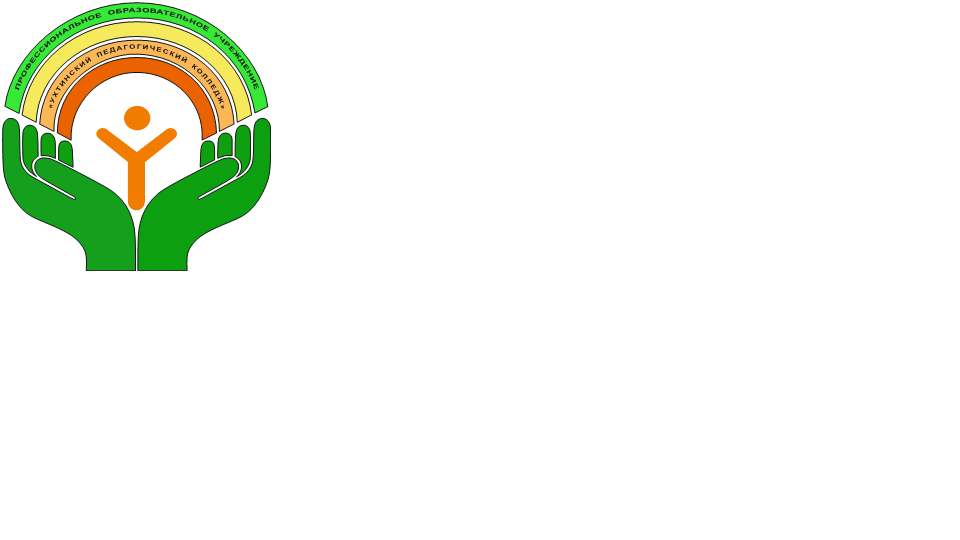 ПРОФЕССИОНАЛЬНОЕ ОБРАЗОВАТЕЛЬНОЕ УЧРЕЖДЕНИЕ
«УХТИНСКИЙ ПЕДАГОГИЧЕСКИЙ КОЛЛЕДЖ»